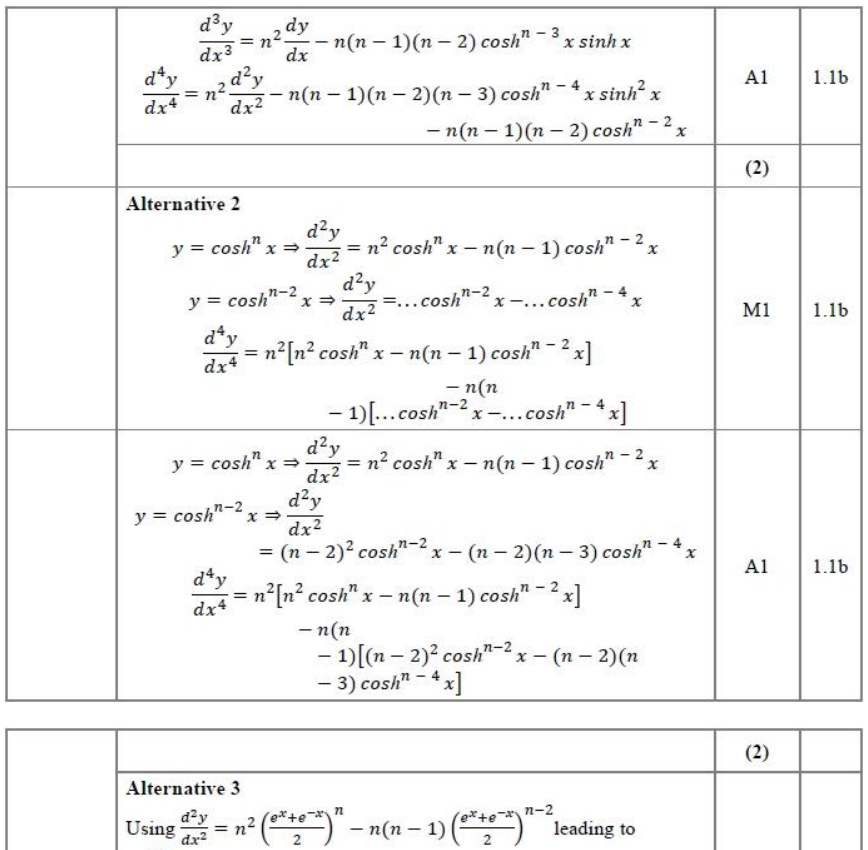 d³y/dx³ = n² dy/dx − n(n − 1)(n − 2) coshⁿ ⁻ ³ x sinh x
d⁴y/dx⁴ = n² d²y/dx² − n(n − 1)(n − 2)(n − 3) coshⁿ ⁻ ⁴ x sinh² x
− n(n − 1)(n − 2) coshⁿ ⁻ ² x
A1 1.1b
(2)
Alternative 2
y = coshⁿ x ⇒ d²y/dx² = n² coshⁿ x − n(n − 1) coshⁿ ⁻ ² x
y = coshⁿ⁻² x ⇒ d²y/dx² =…coshⁿ⁻² x −…coshⁿ ⁻ ⁴ x
d⁴y/dx⁴ = n²[n² coshⁿ x − n(n − 1) coshⁿ ⁻ ² x]
− n(n
− 1)[…coshⁿ⁻² x −…coshⁿ ⁻ ⁴ x]
M1 1.1b
y = coshⁿ x ⇒ d²y/dx² = n² coshⁿ x − n(n − 1) coshⁿ ⁻ ² x
y = coshⁿ⁻² x ⇒ d²y/dx²
= (n − 2)² coshⁿ⁻² x − (n − 2)(n − 3) coshⁿ ⁻ ⁴ x
d⁴y/dx⁴ = n²[n² coshⁿ x − n(n − 1) coshⁿ ⁻ ² x]
− n(n
− 1)[(n − 2)² coshⁿ⁻² x − (n − 2)(n
− 3) coshⁿ ⁻ ⁴ x]
A1 1.1b
(2)
Alternative 3
Using d²y/dx² = n² ((eˣ+e⁻ˣ)/2)ⁿ − n(n − 1) ((eˣ+e⁻ˣ)/2)ⁿ⁻² leading to